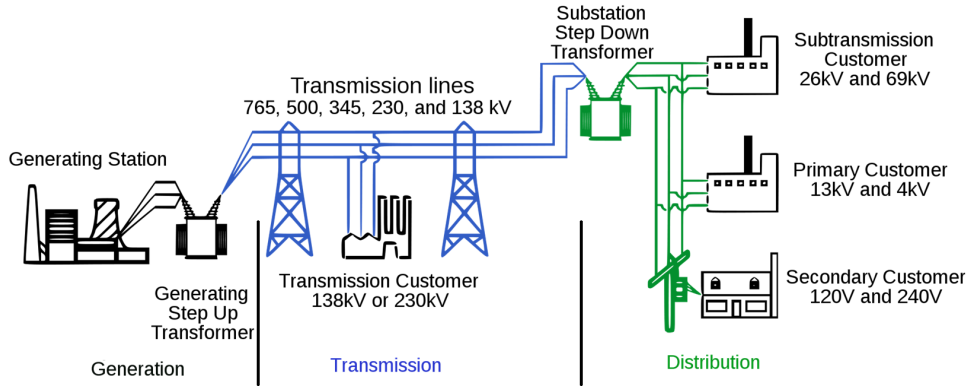 Substation
Step Down
Transformer
Subtransmission
Customer
26kV and 69kV
Transmission lines
765, 500, 345, 230, and 138 kV
Generating Station
Primary Customer
13kV and 4kV
Transmission Customer
138kV or 230kV
Secondary Customer
120V and 240V
Generating
Step Up
Transformer
Generation
Transmission
Distribution